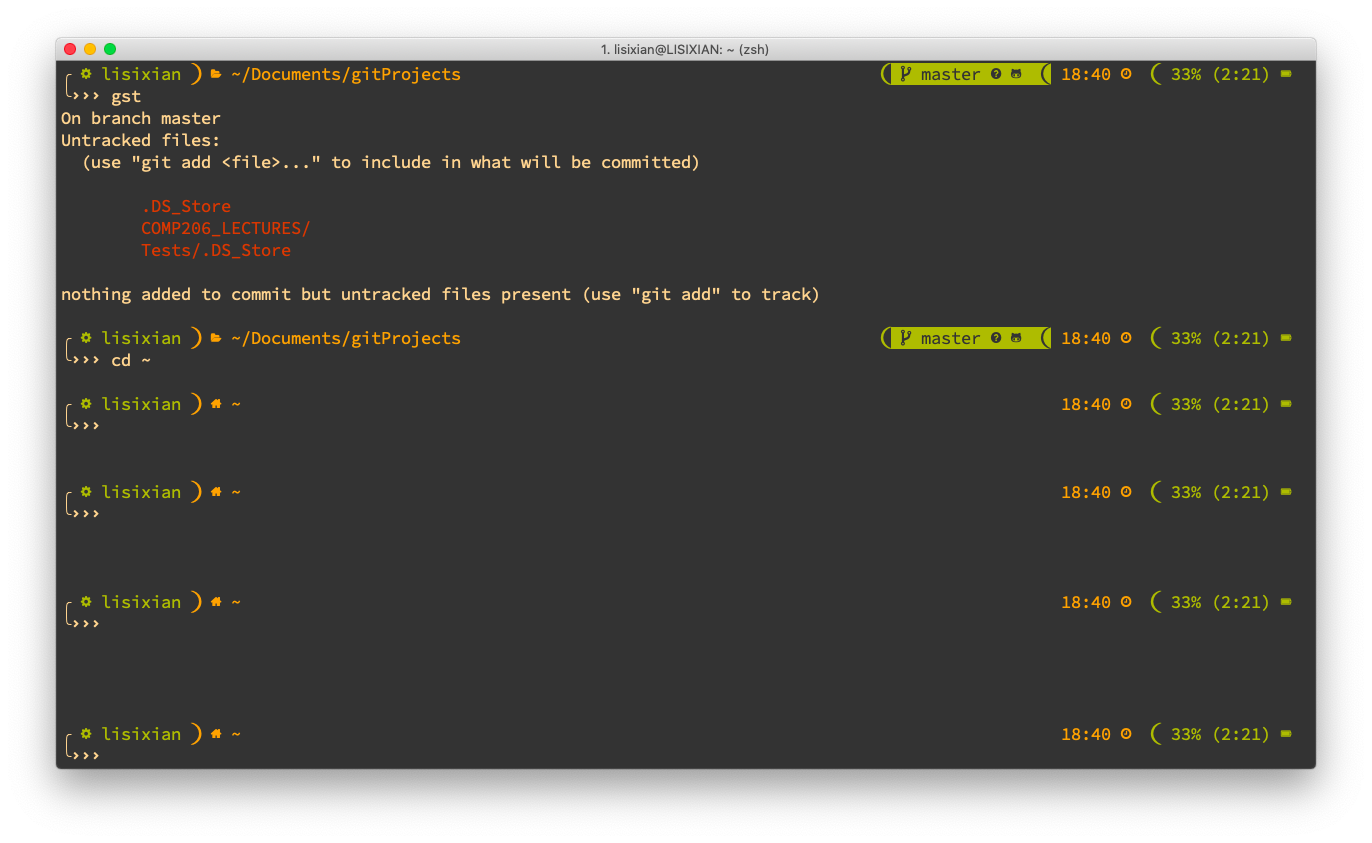 1. lisixian@LISIXIAN: ~ (zsh)
lisixian ) ~/Documents/gitProjects ( master ( 18:40 ( 33% (2:21)
››› gst
On branch master
Untracked files:
(use "git add <file>..." to include in what will be committed)
.DS_Store
COMP206_LECTURES/
Tests/.DS_Store
nothing added to commit but untracked files present (use "git add" to track)
lisixian ) ~/Documents/gitProjects ( master ( 18:40 ( 33% (2:21)
››› cd ~
lisixian ) ~ 18:40 ( 33% (2:21)
›››
lisixian ) ~ 18:40 ( 33% (2:21)
›››
lisixian ) ~ 18:40 ( 33% (2:21)
›››
lisixian ) ~ 18:40 ( 33% (2:21)
›››